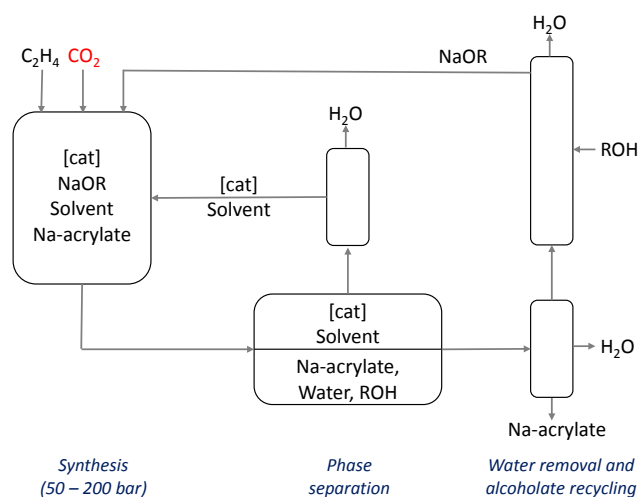 H₂O
C₂H₄ CO₂
NaOR
H₂O
ROH
[cat]
NaOR
Solvent
Na-acrylate
[cat]
Solvent
[cat]
Solvent
Na-acrylate,
Water, ROH
H₂O
Na-acrylate
Synthesis
(50 – 200 bar)
Phase
separation
Water removal and
alcoholate recycling